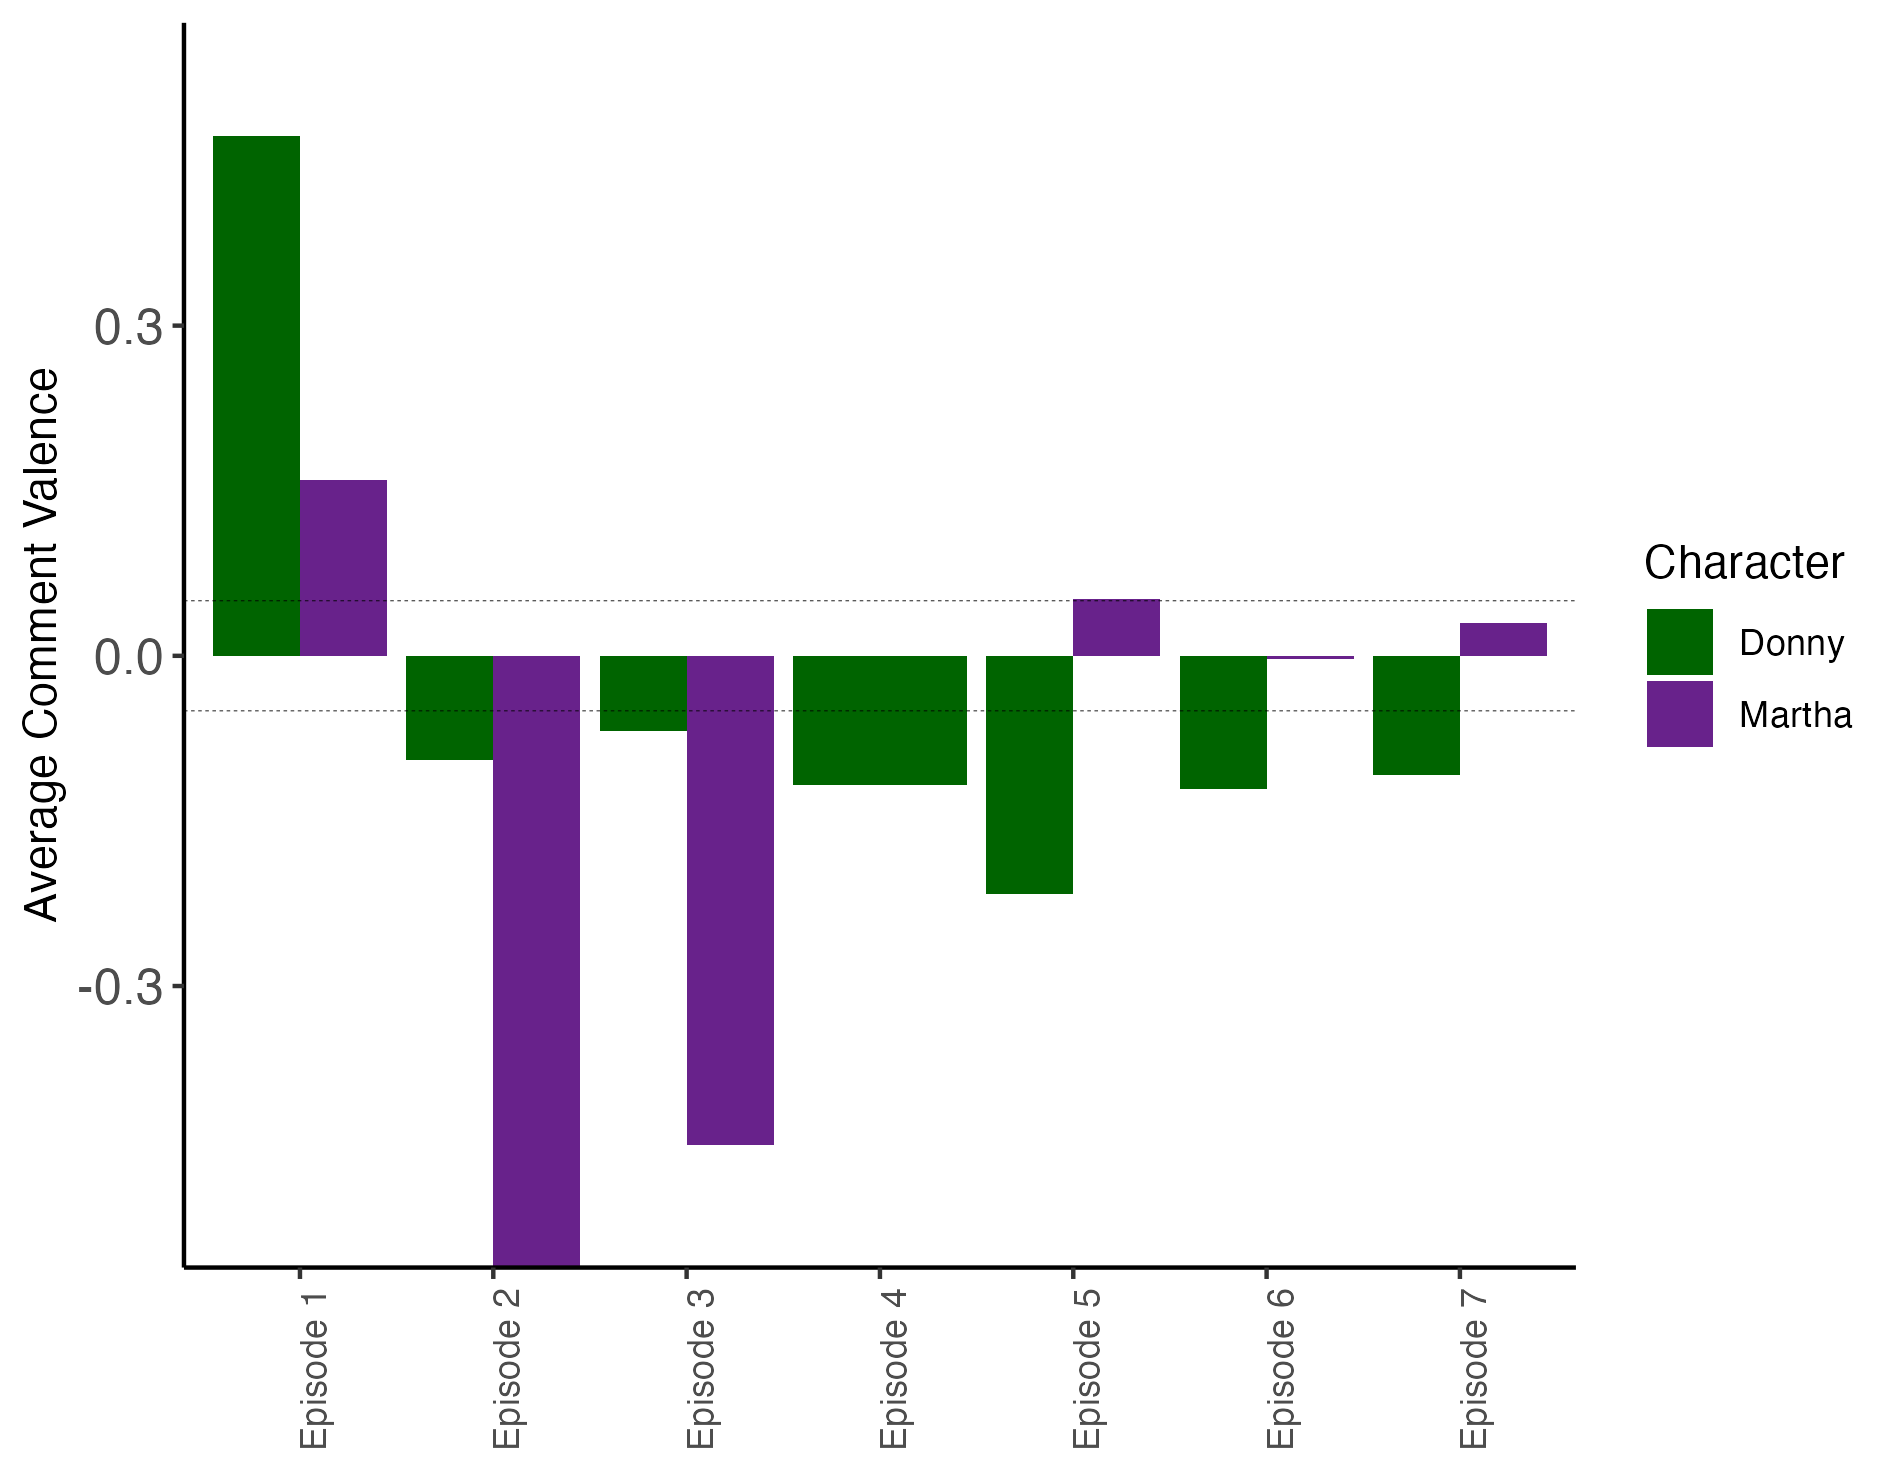 Average Comment Valence
0.3
0.0
-0.3
Episode 1
Episode 2
Episode 3
Episode 4
Episode 5
Episode 6
Episode 7
Character
Donny
Martha